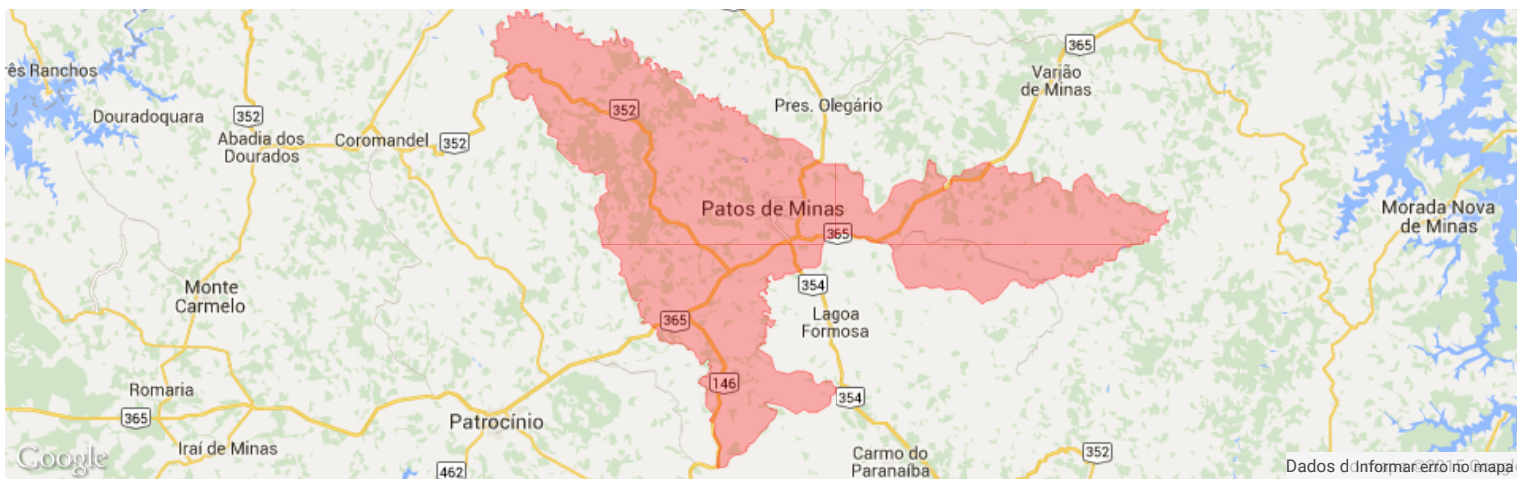 365
rês Ranchos
Varjão
de Minas
Pres. Olegário
352
Douradoquara
352
Abadia dos
Dourados
Coromandel
352
Patos de Minas
Morada Nova
de Minas
365
354
Monte
Carmelo
Lagoa
Formosa
365
146
Romaria
354
365
Patrocínio
Iraí de Minas
Google
Carmo do
Paranaíba
352
462
Dados d
Informar erro no mapa